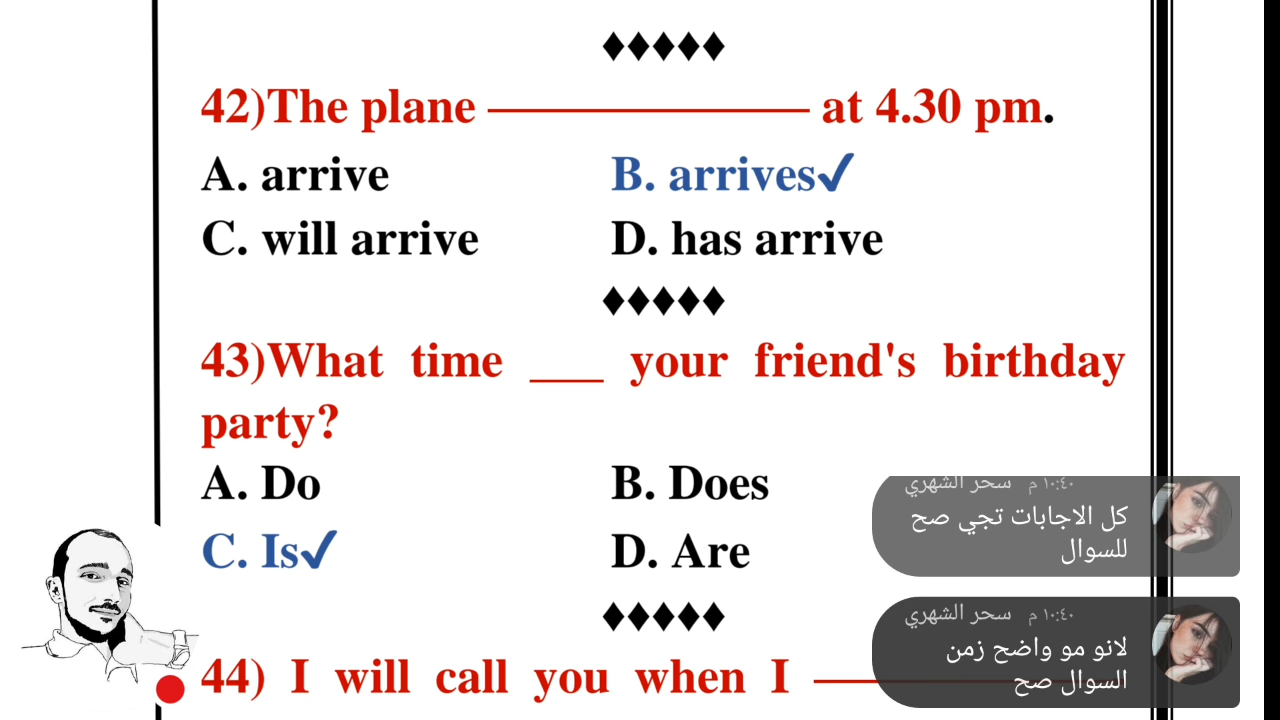 ♦♦♦♦♦
42)The plane ―――――――― at 4.30 pm.
A. arrive B. arrives✓
C. will arrive D. has arrive
♦♦♦♦♦
43)What time ___ your friend's birthday
party?
A. Do B. Does
C. Is✓ D. Are
♦♦♦♦♦
44) I will call you when I ――――――――
سحر الشهري ١٠:٤٠ م
كل الاجابات تجي صح
للسوال
سحر الشهري ١٠:٤٠ م
لانو مو واضح زمن
السوال صح